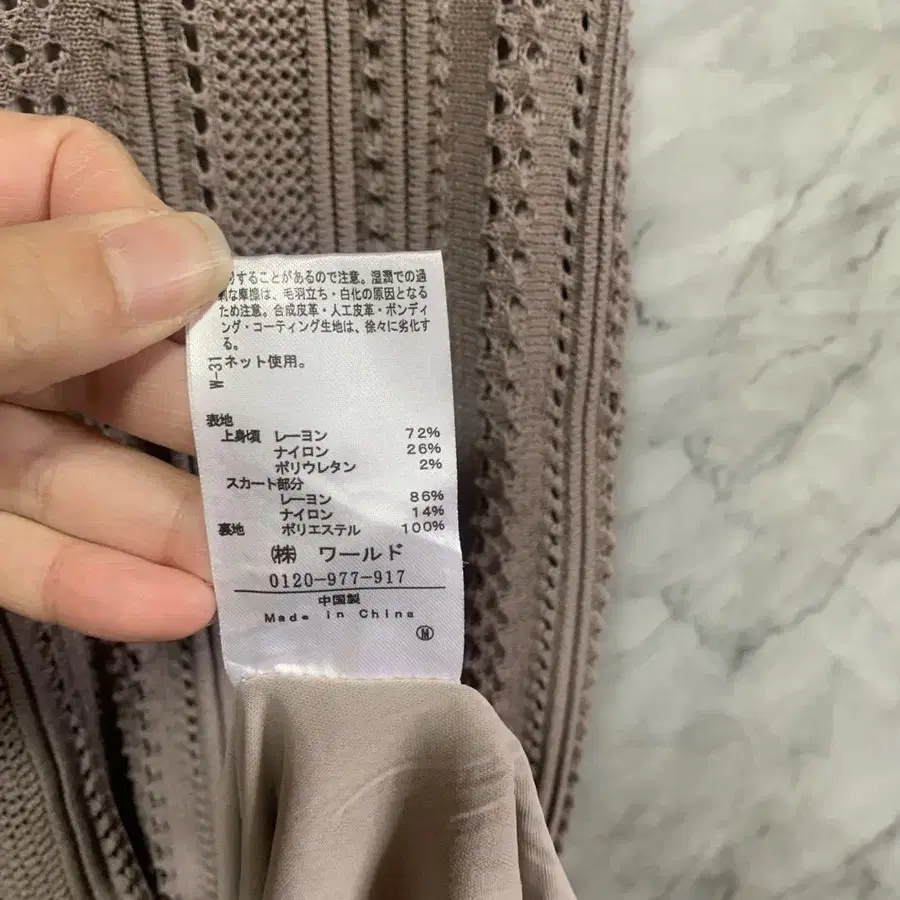 りすることがあるので注意。湿潤での過
剰な摩擦は、毛羽立ち・白化の原因となる
ため注意。合成皮革・人工皮革・ボンディ
ング・コーティング生地は、徐々に劣化す
る。
ネット使用。
W-31
表地
上身頃 レーヨン 72%
ナイロン 26%
ポリウレタン 2%
スカート部分
レーヨン 86%
ナイロン 14%
裏地 ポリエステル 100%
㈱ ワールド
0120-977-917
中国製
Made in China
Ⓜ